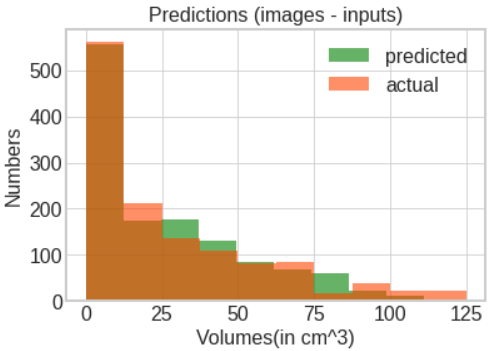 Predictions (images - inputs)
predicted
actual
Numbers
500
400
300
200
100
0
0 25 50 75 100 125
Volumes(in cm^3)